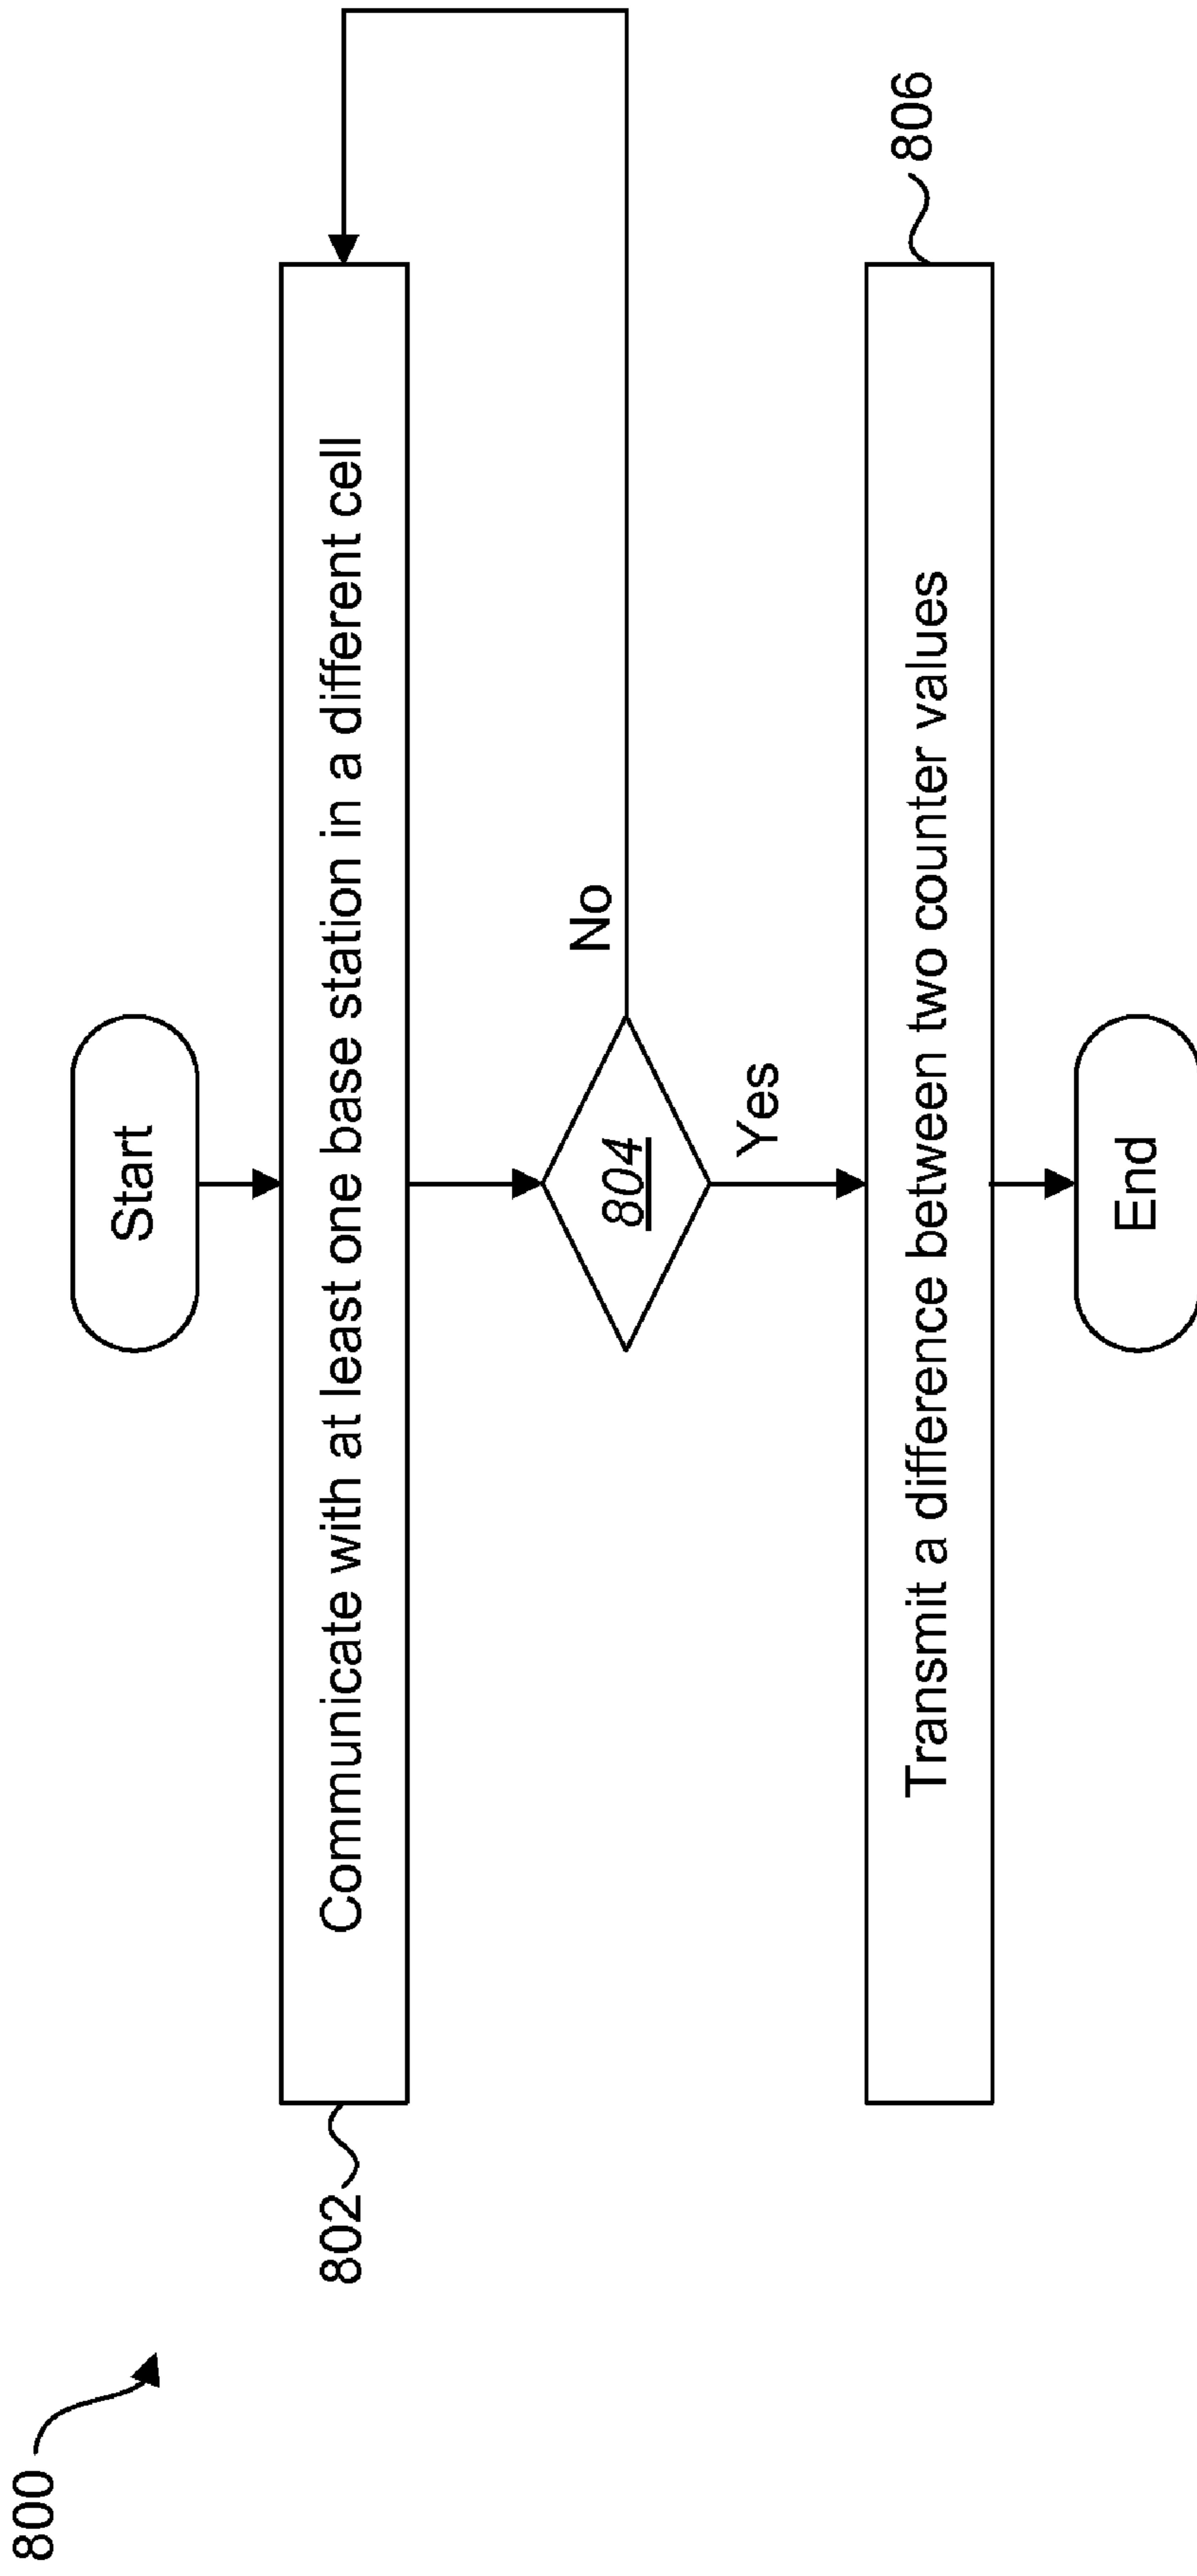 800
Start
802
Communicate with at least one base station in a different cell
804
No
Yes
806
Transmit a difference between two counter values
End